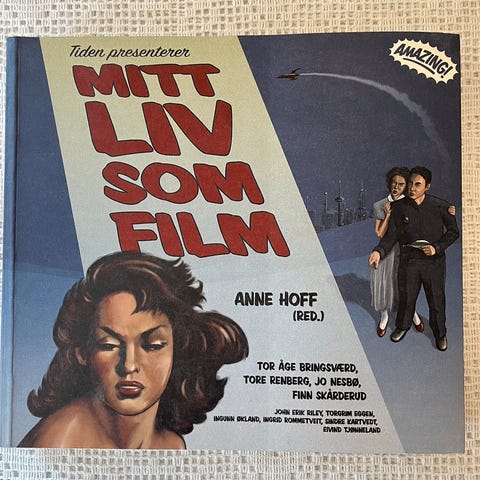 Tiden presenterer
AMAZING!
MITT
LIV
SOM
FILM
ANNE HOFF
(RED.)
TOR ÅGE BRINGSVÆRD,
TORE RENBERG, JO NESBØ,
FINN SKÅRDERUD
JOHN ERIK RILEY, TORGRIM EGGEN,
INGUNN ØKLAND, INGRID ROMMETVEIT, SINDRE KARTVEDT,
EIVIND TJØNNELAND